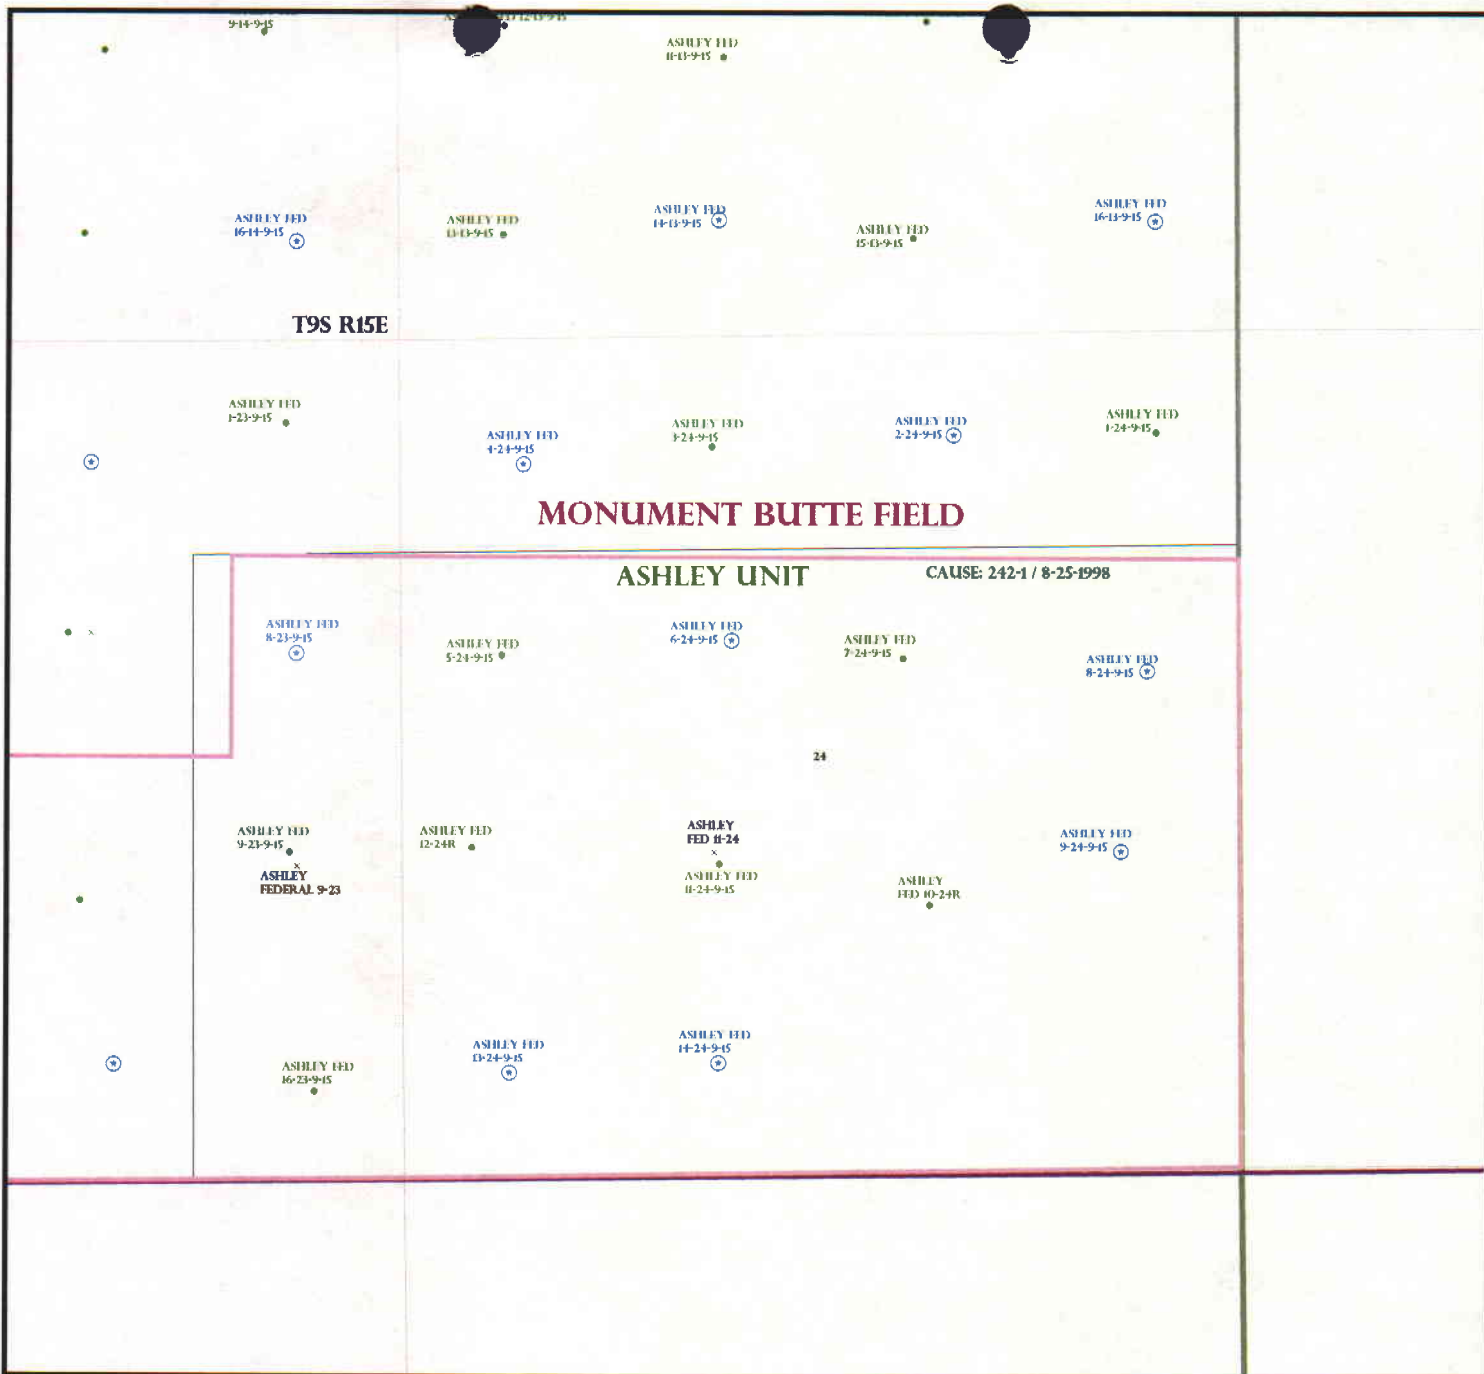 9-14-9-15
ASHLEY FED
11-13-9-15
ASHLEY FED
16-14-9-15
ASHLEY FED
13-13-9-15
ASHLEY FED
14-13-9-15
ASHLEY FED
15-13-9-15
ASHLEY FED
16-13-9-15
T9S R15E
ASHLEY FED
1-23-9-15
ASHLEY FED
4-24-9-15
ASHLEY FED
3-24-9-15
ASHLEY FED
2-24-9-15
ASHLEY FED
1-24-9-15
MONUMENT BUTTE FIELD
ASHLEY UNIT
CAUSE: 242-1 / 8-25-1998
ASHLEY FED
8-23-9-15
ASHLEY FED
5-24-9-15
ASHLEY FED
6-24-9-15
ASHLEY FED
7-24-9-15
ASHLEY FED
8-24-9-15
24
ASHLEY FED
9-23-9-15
ASHLEY
FEDERAL 9-23
ASHLEY FED
12-24R
ASHLEY
FED 11-24
ASHLEY FED
11-24-9-15
ASHLEY
FED 10-24R
ASHLEY FED
9-24-9-15
ASHLEY FED
16-23-9-15
ASHLEY FED
13-24-9-15
ASHLEY FED
14-24-9-15